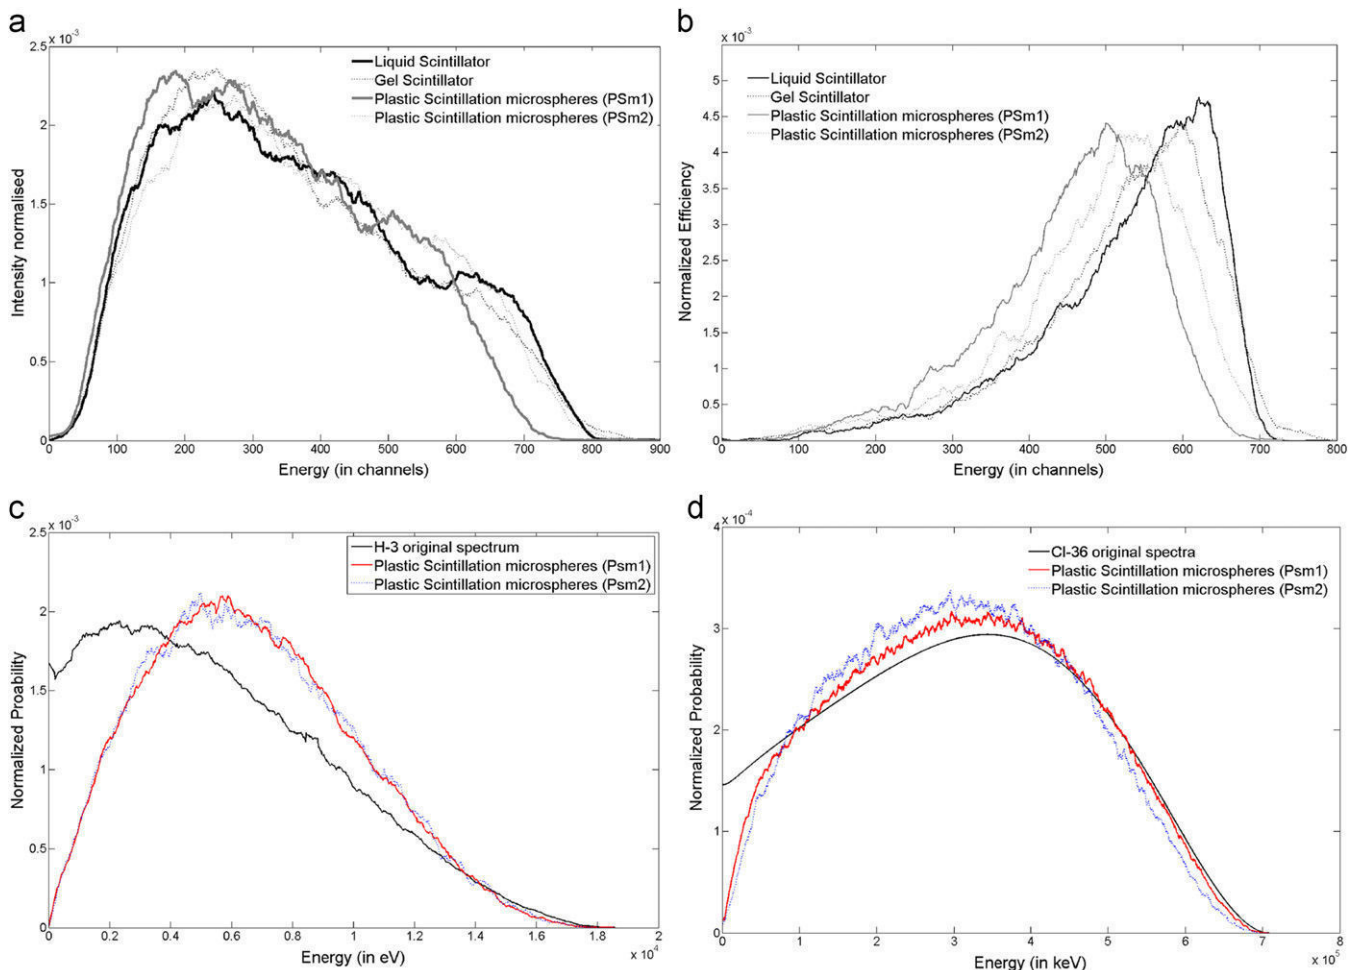 a
x 10⁻³
2.5
2
1.5
1
0.5
0
Intensity normalised
Liquid Scintillator
Gel Scintillator
Plastic Scintillation microspheres (PSm1)
Plastic Scintillation microspheres (PSm2)
0 100 200 300 400 500 600 700 800 900
Energy (in channels)
b
x 10⁻³
5
4.5
4
3.5
3
2.5
2
1.5
1
0.5
0
Normalized Efficiency
Liquid Scintillator
Gel Scintillator
Plastic Scintillation microspheres (PSm1)
Plastic Scintillation microspheres (PSm2)
0 100 200 300 400 500 600 700 800
Energy (in channels)
c
x 10⁻³
2.5
2
1.5
1
0.5
0
Normalized Proability
H-3 original spectrum
Plastic Scintillation microspheres (Psm1)
Plastic Scintillation microspheres (Psm2)
0 0.2 0.4 0.6 0.8 1 1.2 1.4 1.6 1.8 2
x 10⁴
Energy (in eV)
d
x 10⁻⁴
4
3
2
1
0
Normalized Probability
Cl-36 original spectra
Plastic Scintillation microspheres (Psm1)
Plastic Scintillation microspheres (Psm2)
0 1 2 3 4 5 6 7 8
x 10⁵
Energy (in keV)